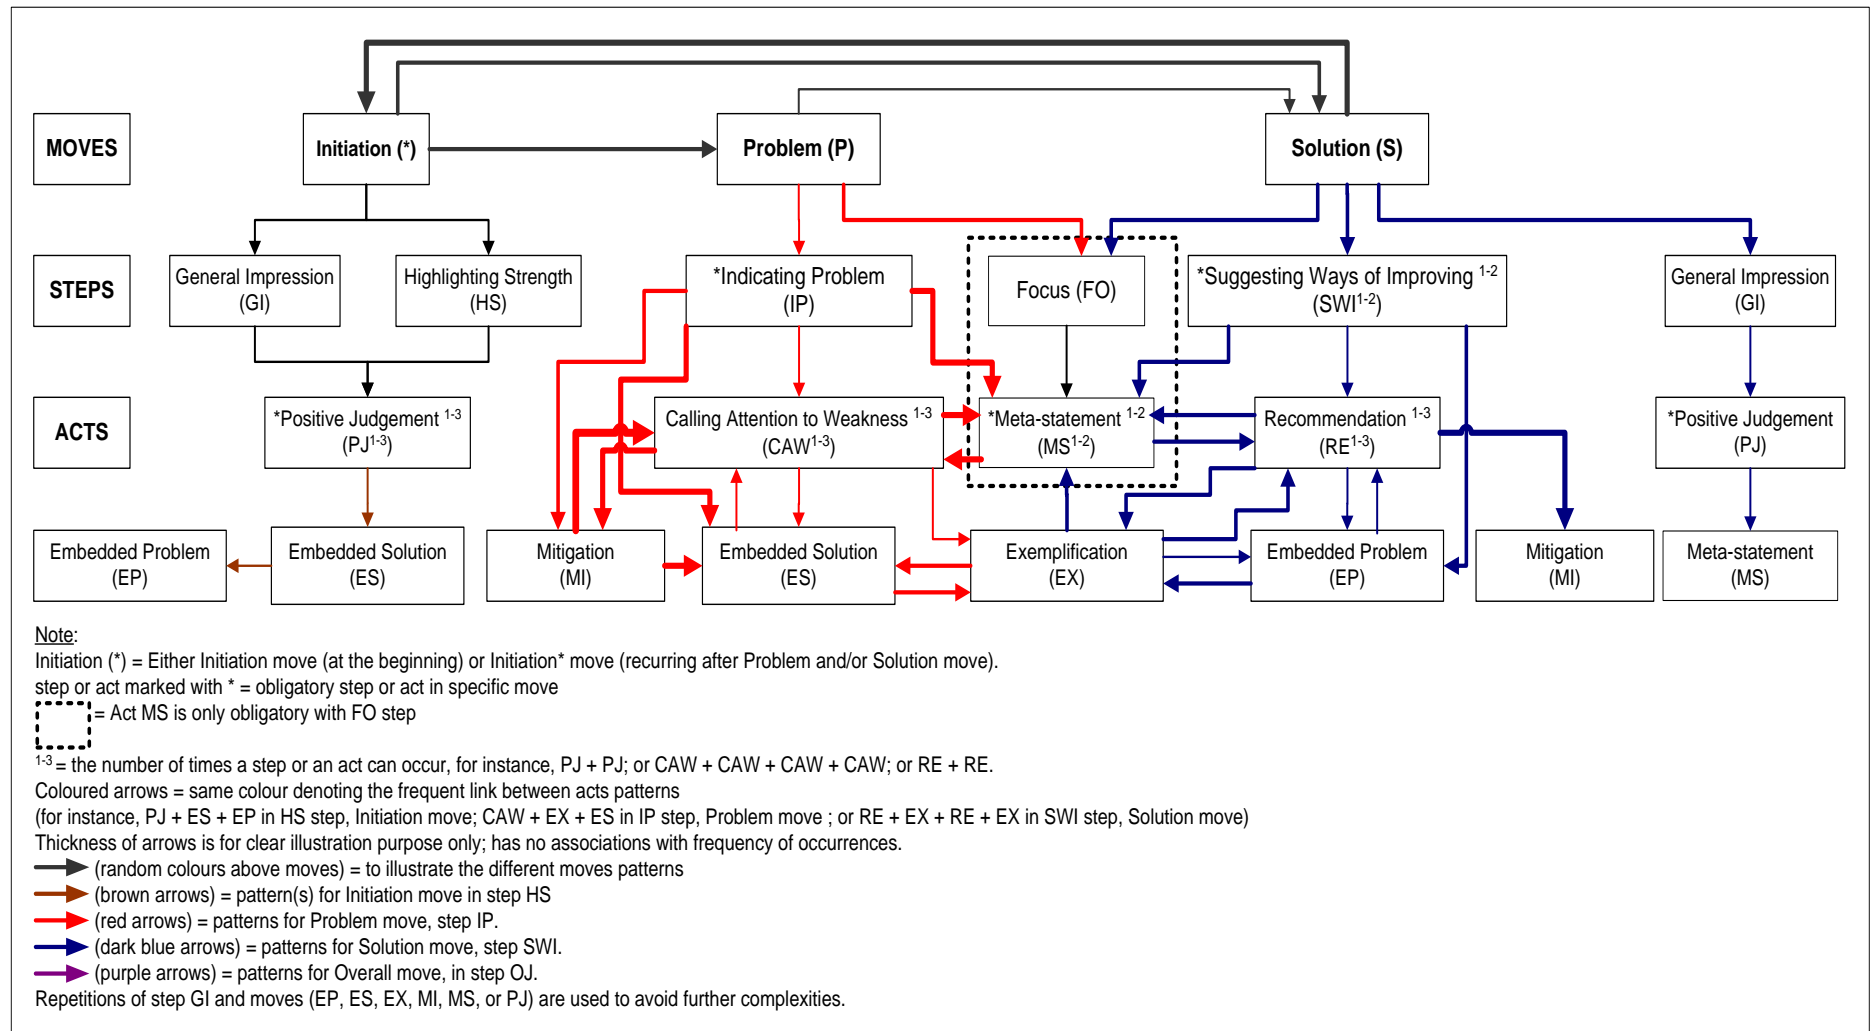 MOVES
Initiation (*)
Problem (P)
Solution (S)
STEPS
General Impression
(GI)
Highlighting Strength
(HS)
*Indicating Problem
(IP)
Focus (FO)
*Suggesting Ways of Improving 1-2
(SWI1-2)
General Impression
(GI)
ACTS
*Positive Judgement 1-3
(PJ1-3)
Calling Attention to Weakness 1-3
(CAW1-3)
*Meta-statement 1-2
(MS1-2)
Recommendation 1-3
(RE1-3)
*Positive Judgement
(PJ)
Embedded Problem
(EP)
Embedded Solution
(ES)
Mitigation
(MI)
Embedded Solution
(ES)
Exemplification
(EX)
Embedded Problem
(EP)
Mitigation
(MI)
Meta-statement
(MS)
Note:
Initiation (*) = Either Initiation move (at the beginning) or Initiation* move (recurring after Problem and/or Solution move).
step or act marked with * = obligatory step or act in specific move
= Act MS is only obligatory with FO step
1-3 = the number of times a step or an act can occur, for instance, PJ + PJ; or CAW + CAW + CAW + CAW; or RE + RE.
Coloured arrows = same colour denoting the frequent link between acts patterns
(for instance, PJ + ES + EP in HS step, Initiation move; CAW + EX + ES in IP step, Problem move ; or RE + EX + RE + EX in SWI step, Solution move)
Thickness of arrows is for clear illustration purpose only; has no associations with frequency of occurrences.
(random colours above moves) = to illustrate the different moves patterns
(brown arrows) = pattern(s) for Initiation move in step HS
(red arrows) = patterns for Problem move, step IP.
(dark blue arrows) = patterns for Solution move, step SWI.
(purple arrows) = patterns for Overall move, in step OJ.
Repetitions of step GI and moves (EP, ES, EX, MI, MS, or PJ) are used to avoid further complexities.